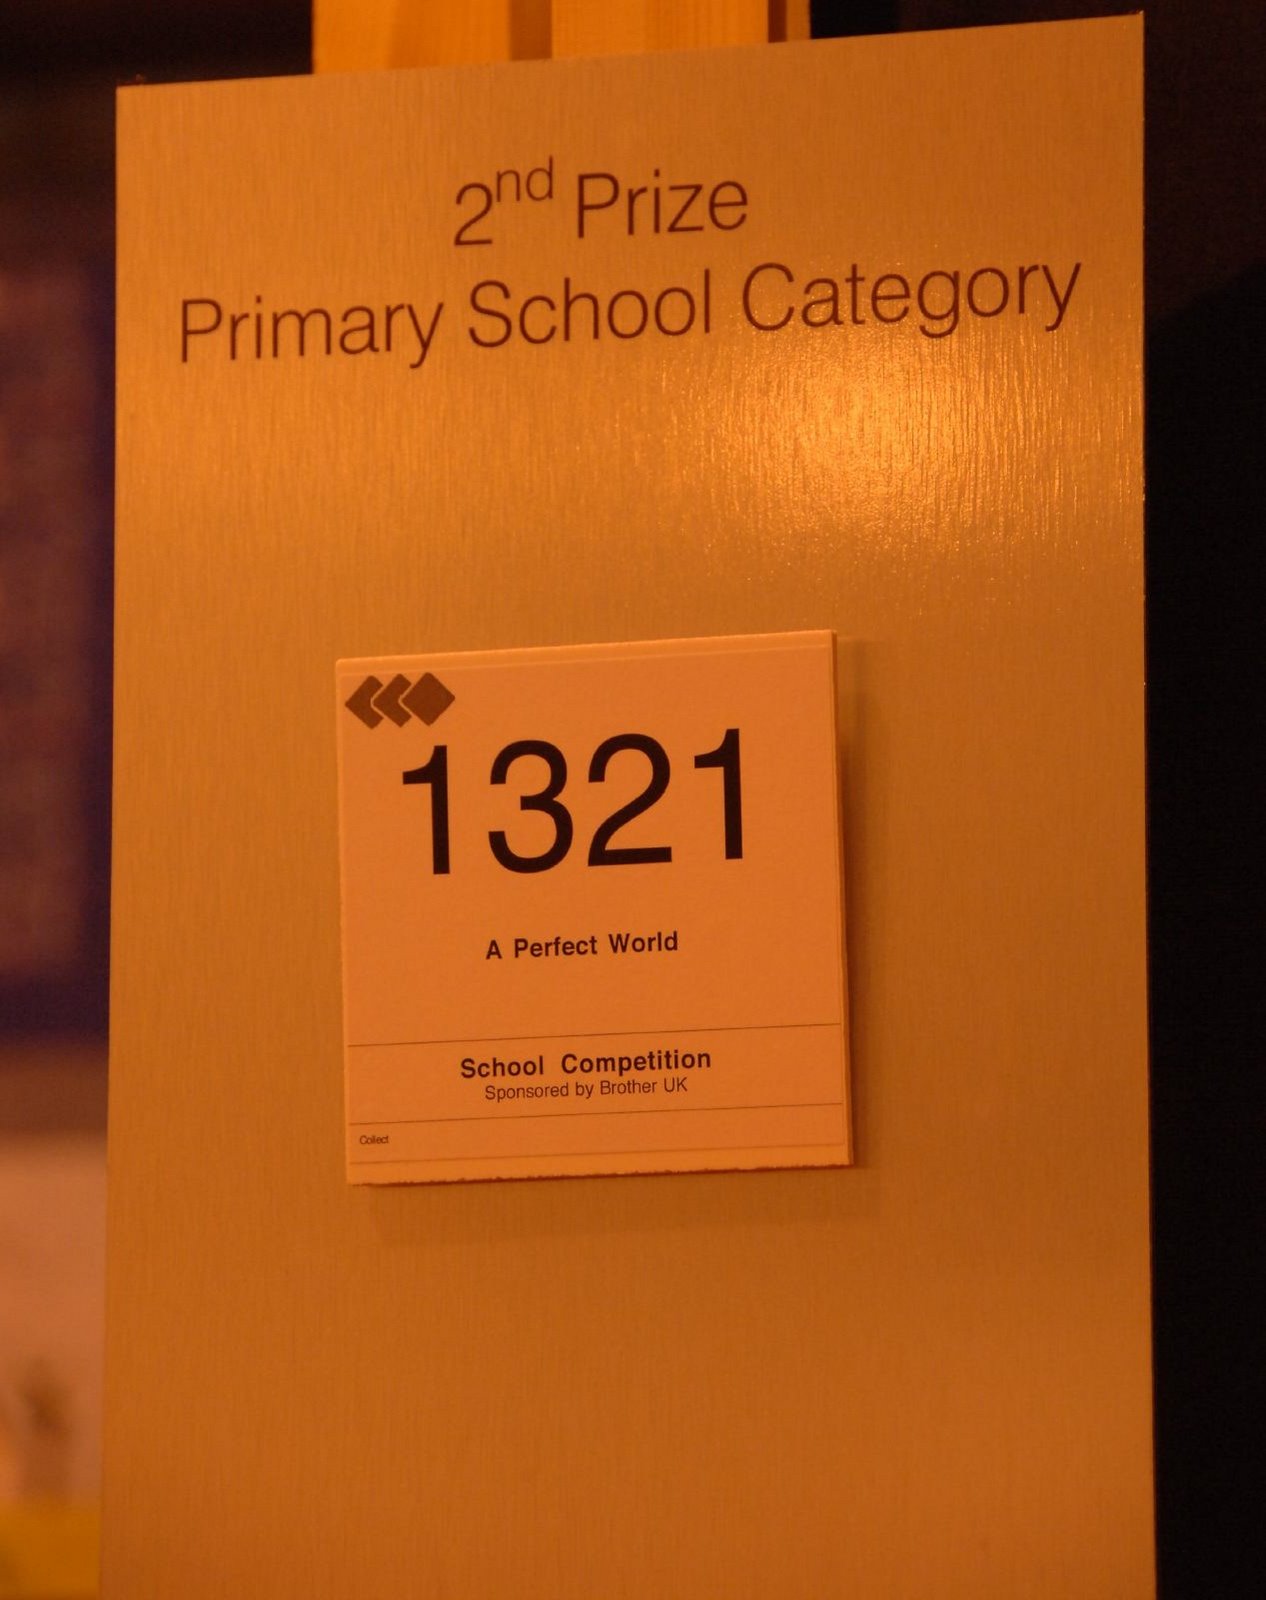 2nd Prize
Primary School Category
1321
A Perfect World
School Competition
Sponsored by Brother UK
Collect